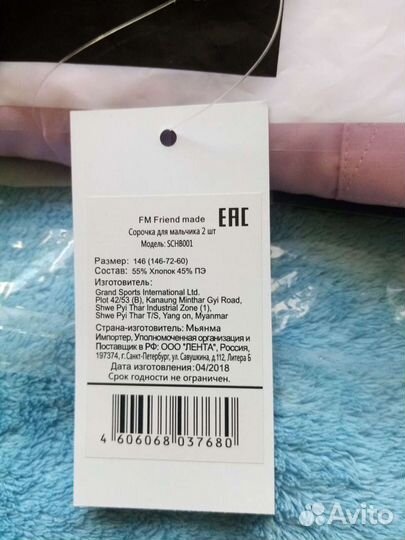 FM Friend made
EAC
Сорочка для мальчика 2 шт
Модель: SCHB001
Размер: 146 (146-72-60)
Состав: 55% Хлопок 45% ПЭ
Изготовитель:
Grand Sports International Ltd.
Plot 42/53 (B), Kanaung Minthar Gyi Road,
Shwe Pyi Thar Industrial Zone (1),
Shwe Pyi Thar T/S, Yang on, Myanmar
Страна-изготовитель: Мьянма
Импортер, Уполномоченная организация и
Поставщик в РФ: ООО "ЛЕНТА", Россия,
197374, г. Санкт-Петербург, ул. Савушкина, д.112, Литера Б
Дата изготовления: 04/2018
Срок годности не ограничен.
4 606068 037680
Avito